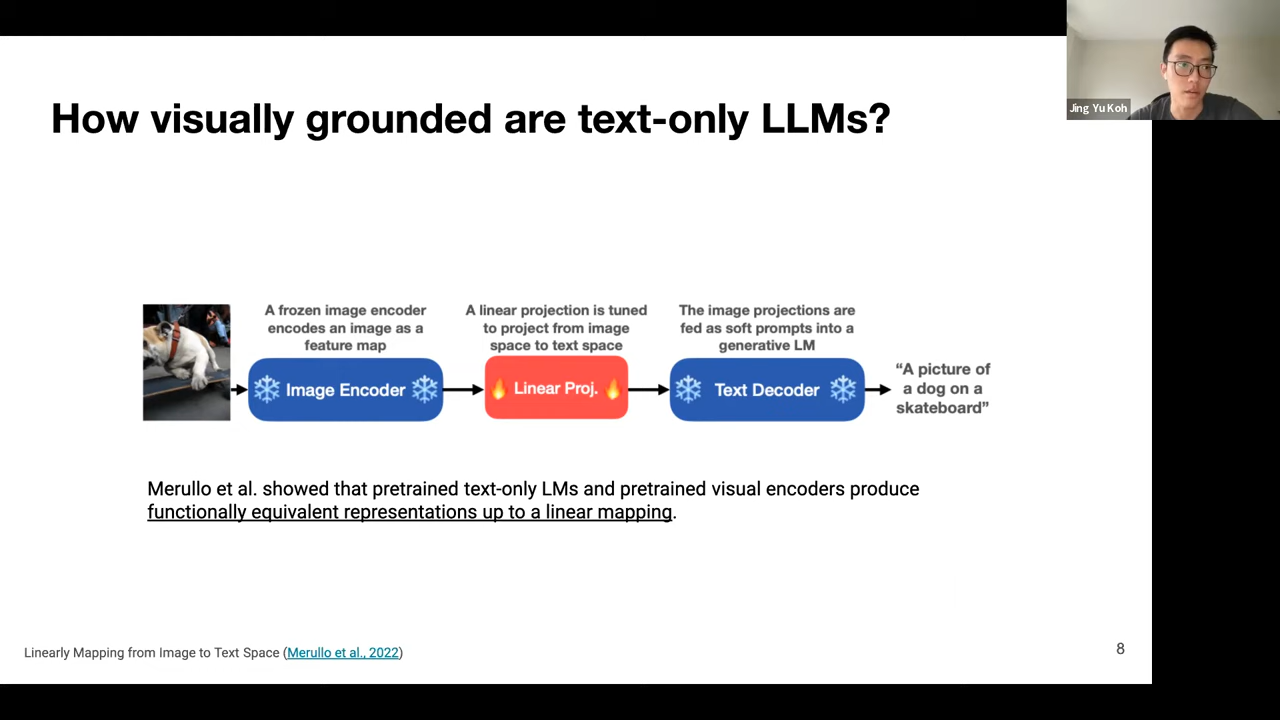 Jing Yu Koh
How visually grounded are text-only LLMs?
A frozen image encoder
encodes an image as a
feature map
A linear projection is tuned
to project from image
space to text space
The image projections are
fed as soft prompts into a
generative LM
Image Encoder
Linear Proj.
Text Decoder
“A picture of
a dog on a
skateboard”
Merullo et al. showed that pretrained text-only LMs and pretrained visual encoders produce
functionally equivalent representations up to a linear mapping.
Linearly Mapping from Image to Text Space (Merullo et al., 2022)
8